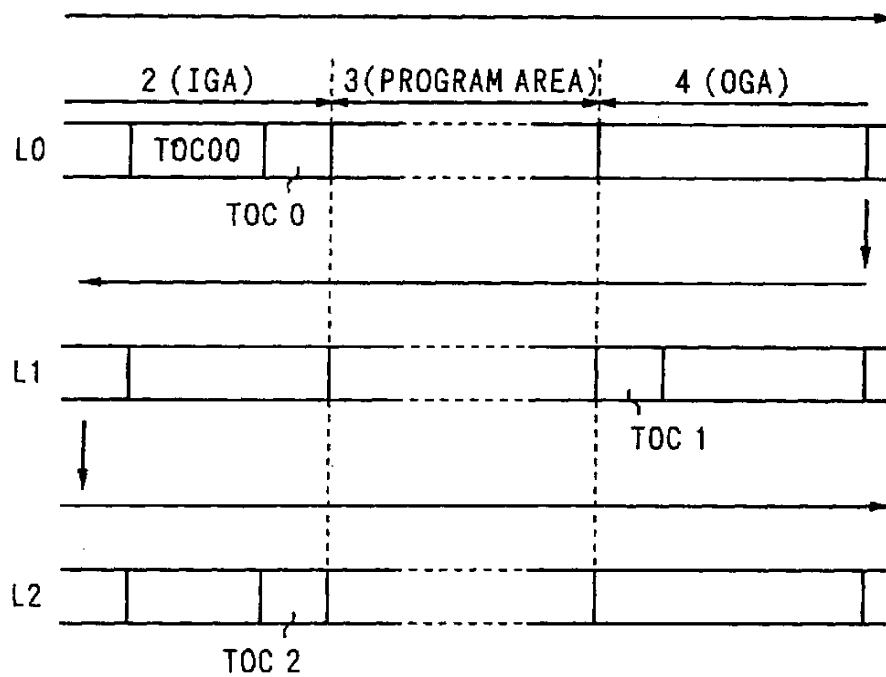 2 (IGA) 3(PROGRAM AREA) 4 (OGA)
L0 TOC00
TOC 0
L1
TOC 1
L2
TOC 2